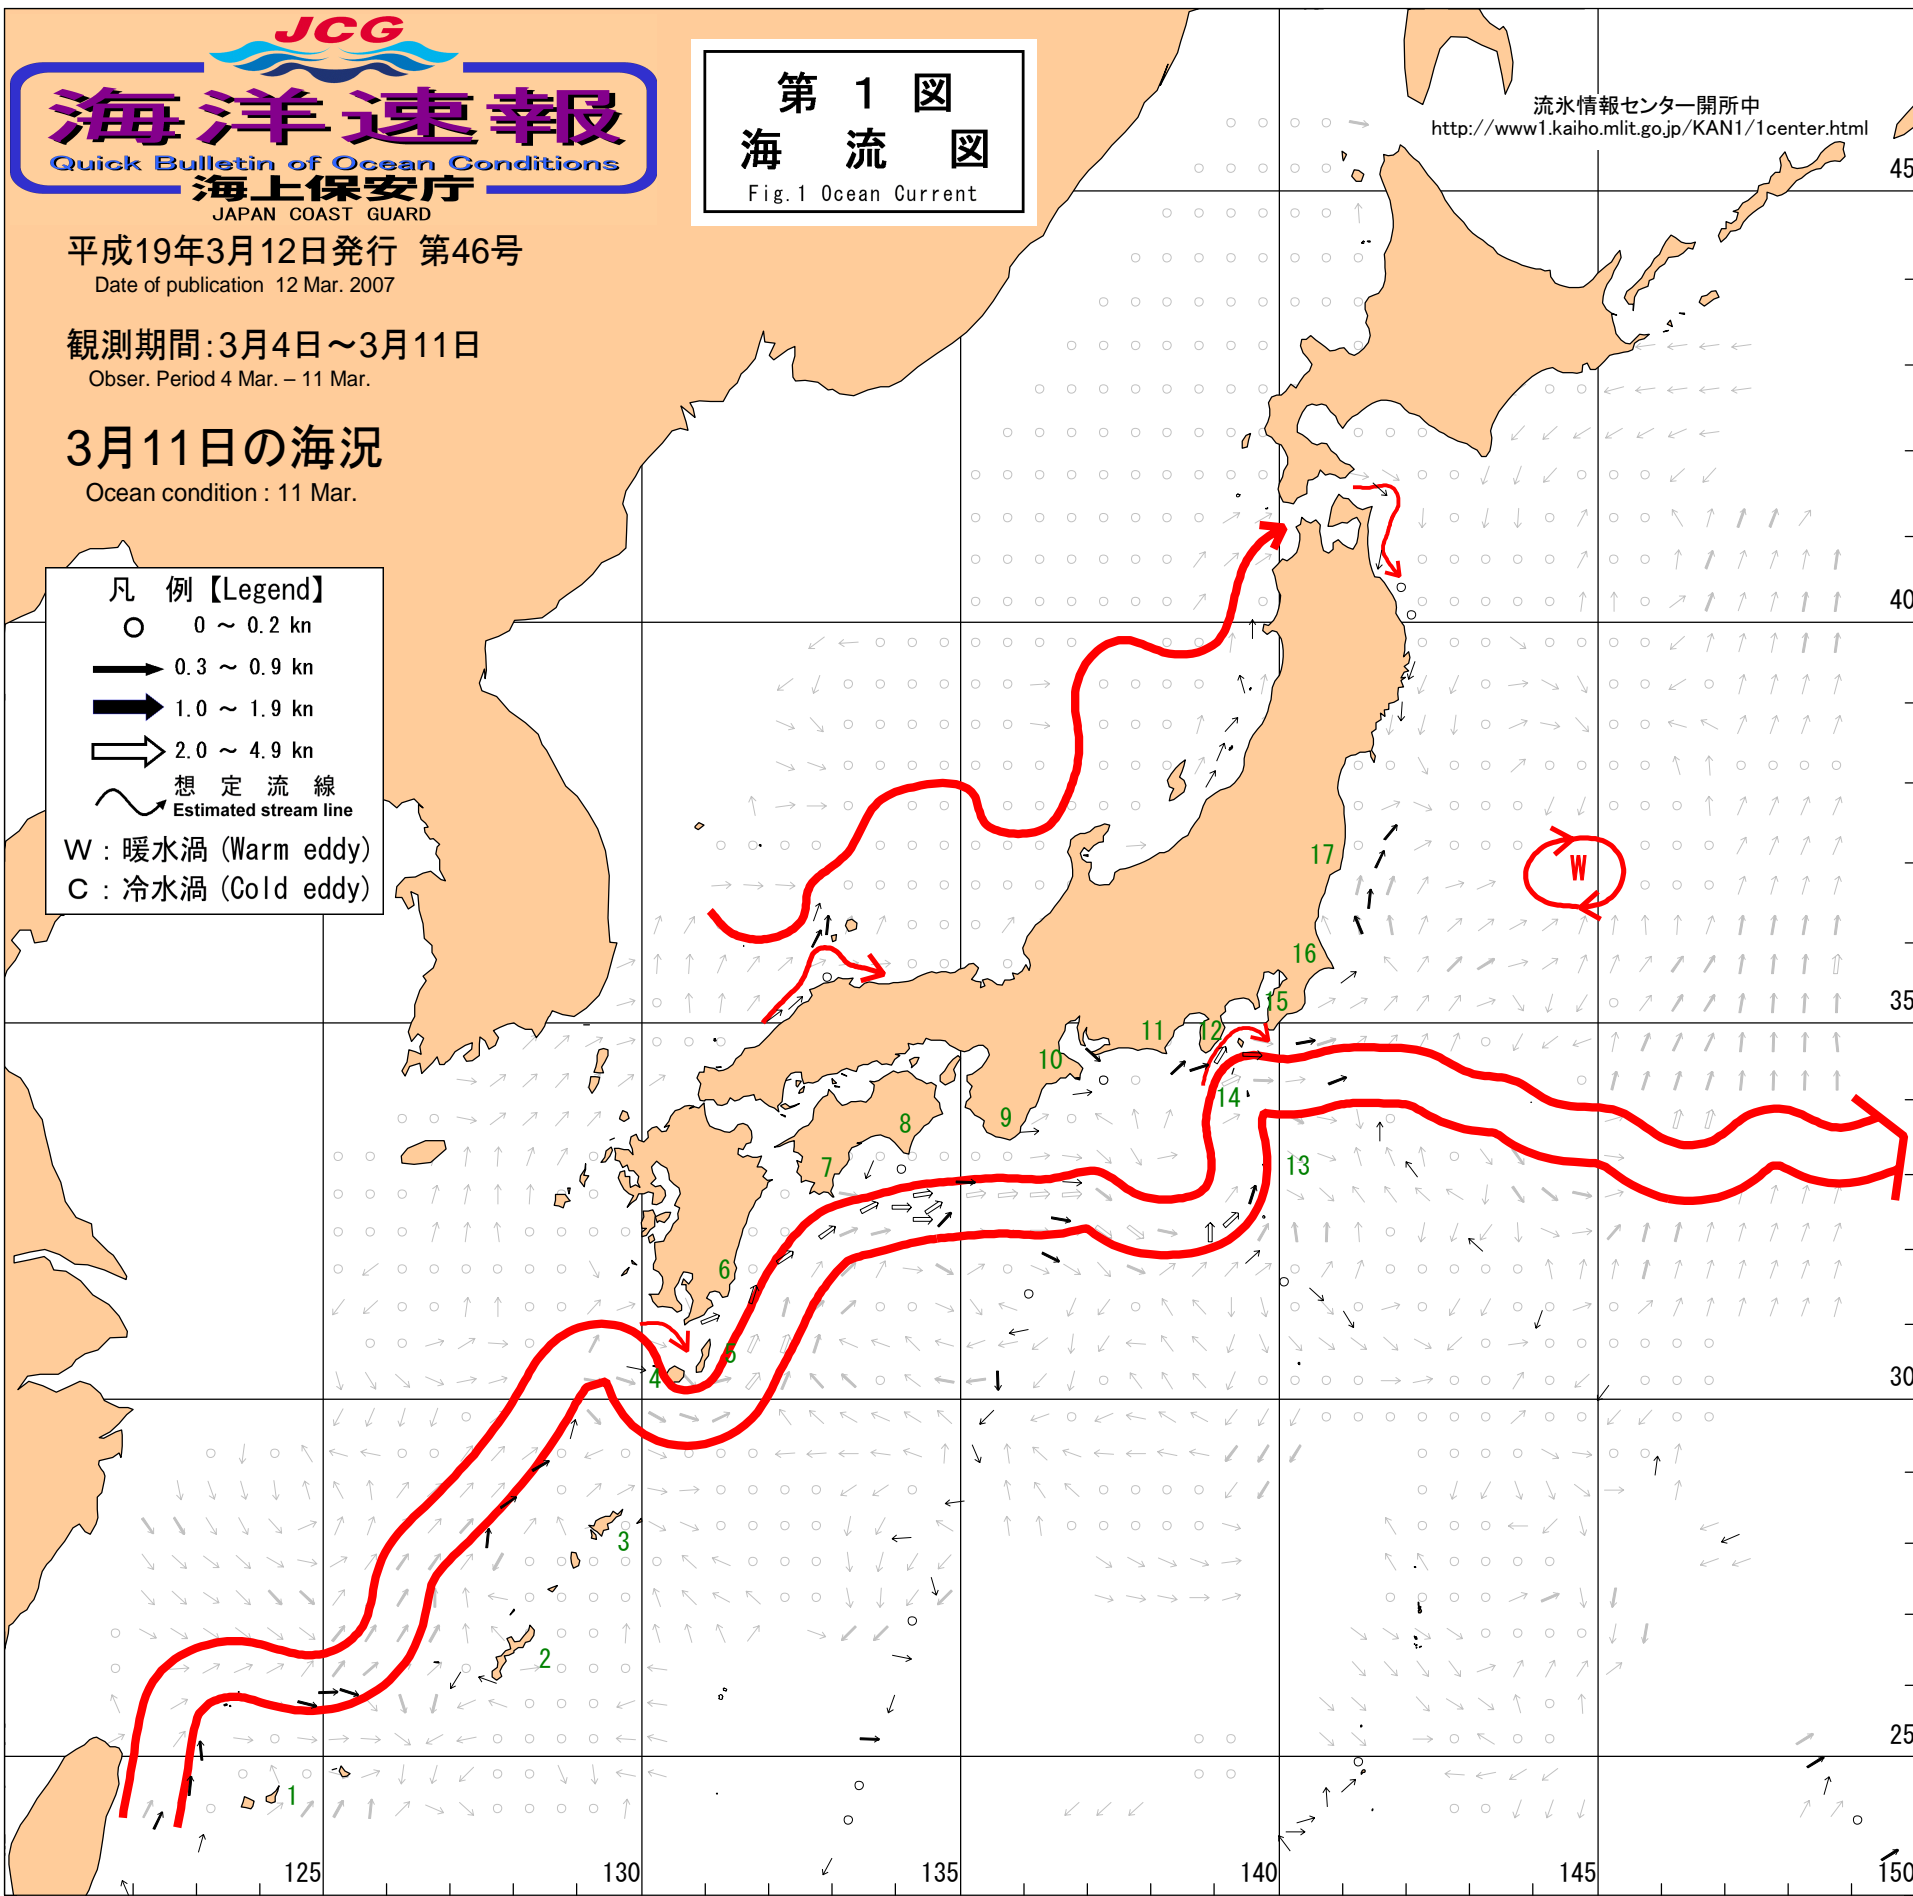 JCG
海洋速報
Quick Bulletin of Ocean Conditions
海上保安庁
JAPAN COAST GUARD
平成19年3月12日発行 第46号
Date of publication 12 Mar. 2007
観測期間:3月4日～3月11日
Obser. Period 4 Mar. – 11 Mar.
3月11日の海況
Ocean condition : 11 Mar.
第 1 図
海 流 図
Fig.1 Ocean Current
流氷情報センター開所中
http://www1.kaiho.mlit.go.jp/KAN1/1center.html
凡 例【Legend】
0 ～ 0.2 kn
0.3 ～ 0.9 kn
1.0 ～ 1.9 kn
2.0 ～ 4.9 kn
想 定 流 線
Estimated stream line
W : 暖水渦 (Warm eddy)
C : 冷水渦 (Cold eddy)
45
40
17
W
16
35
15
12
11
10
14
9
8
13
7
6
5
4
30
3
2
25
1
125
130
135
140
145
150